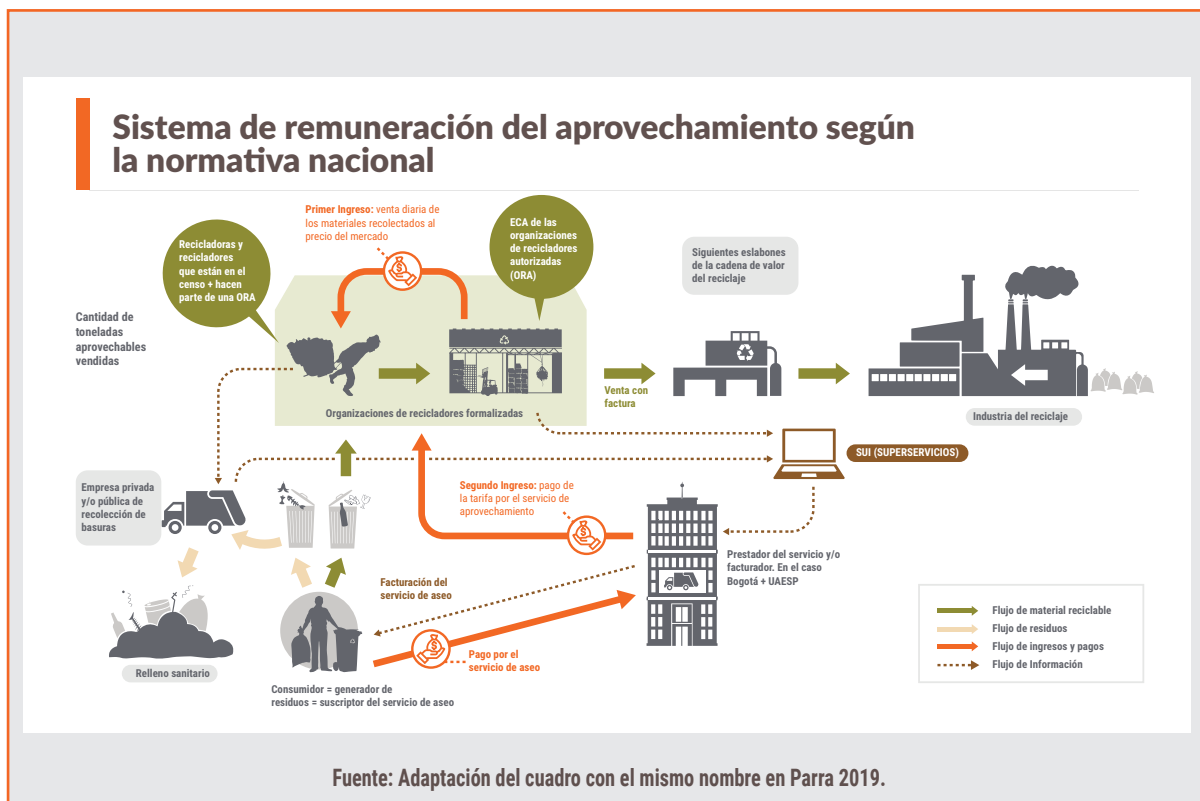 Sistema de remuneración del aprovechamiento según
la normativa nacional
Primer Ingreso: venta diaria de
los materiales recolectados al
precio del mercado
ECA de las
organizaciones
de recicladores
autorizadas
(ORA)
Recicladoras y
recicladores
que están en el
censo + hacen
parte de una ORA
Siguientes eslabones
de la cadena de valor
del reciclaje
Cantidad de
toneladas
aprovechables
vendidas
Venta con
factura
Organizaciones de recicladores formalizadas
Industria del reciclaje
SUI (SUPERSERVICIOS)
Empresa privada
y/o pública de
recolección de
basuras
Segundo Ingreso: pago de
la tarifa por el servicio de
aprovechamiento
Prestador del servicio y/o
facturador. En el caso
Bogotá + UAESP
Facturación del
servicio de aseo
Pago por el
servicio de aseo
Relleno sanitario
Consumidor = generador de
residuos = suscriptor del servicio de aseo
Flujo de material reciclable
Flujo de residuos
Flujo de ingresos y pagos
Flujo de Información
Fuente: Adaptación del cuadro con el mismo nombre en Parra 2019.